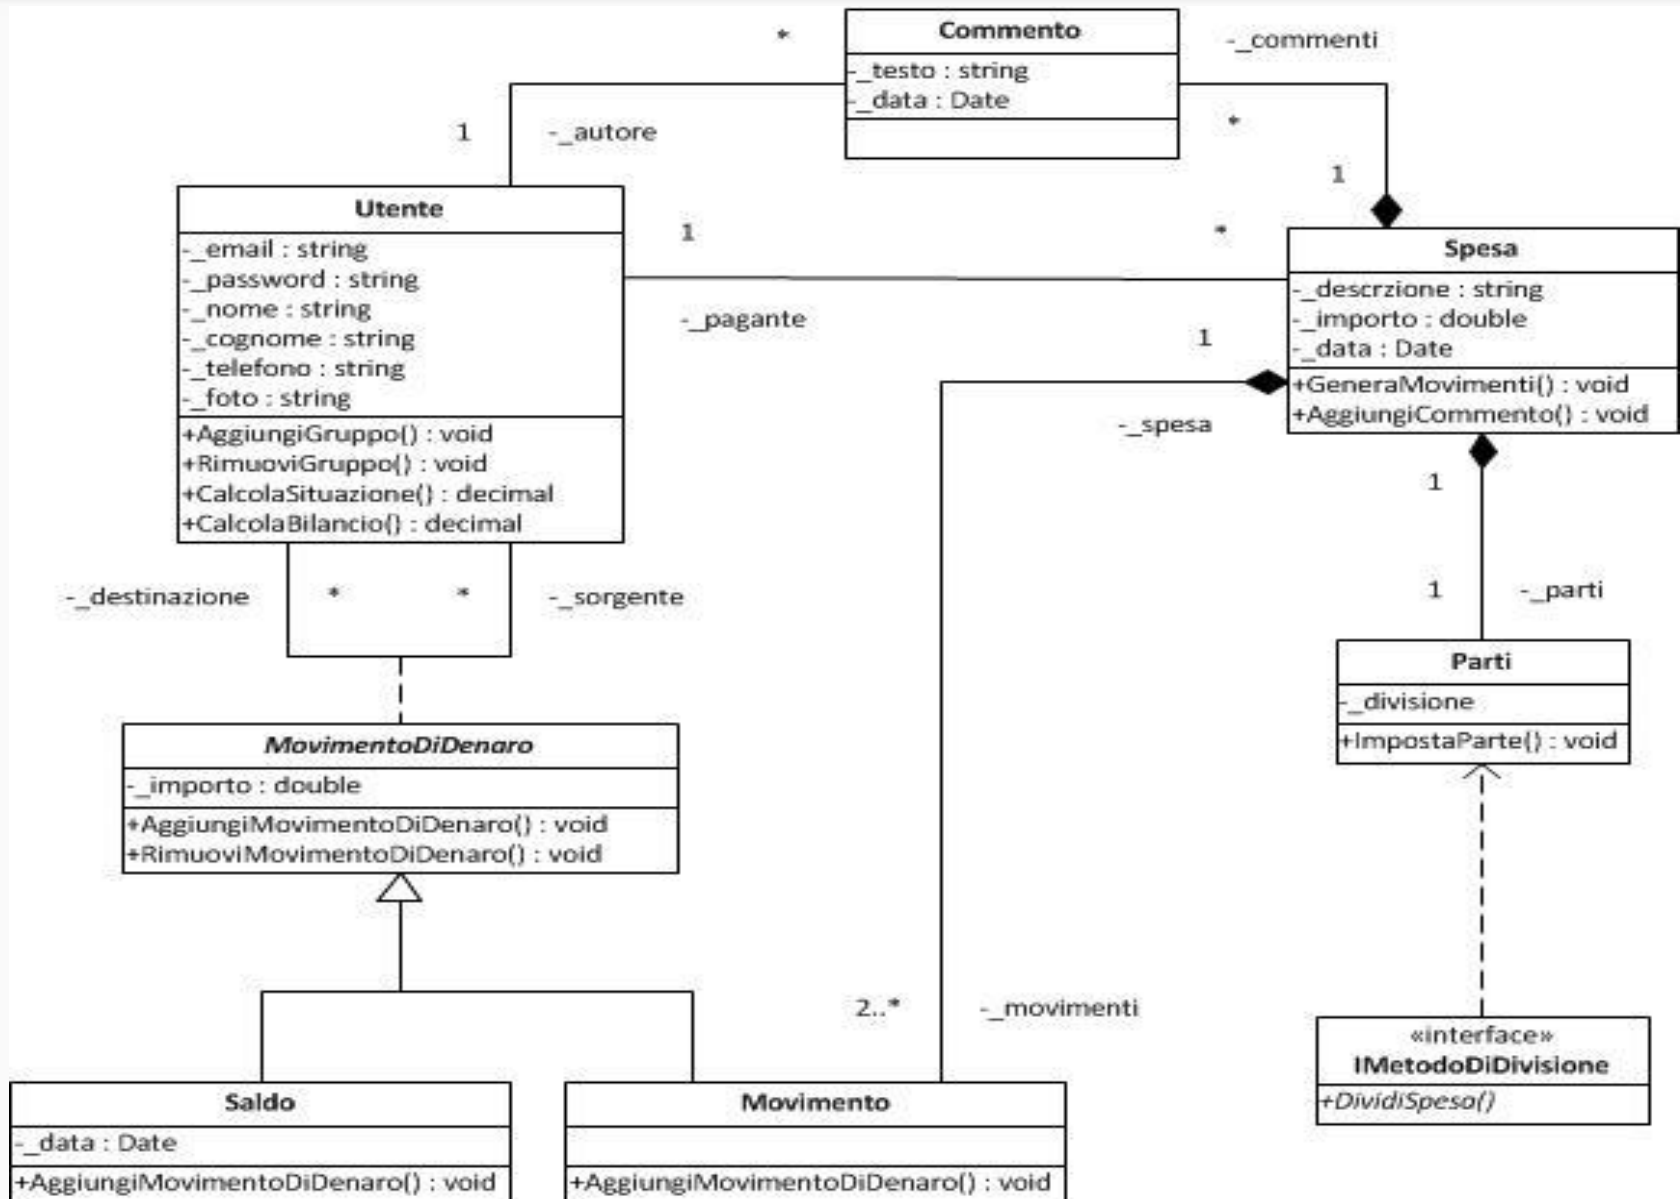 Commento
-_testo : string
-_data : Date
*
-_commenti
1
-_autore
*
1
Utente
-_email : string
-_password : string
-_nome : string
-_cognome : string
-_telefono : string
-_foto : string
+AggiungiGruppo() : void
+RimuoviGruppo() : void
+CalcolaSituazione() : decimal
+CalcolaBilancio() : decimal
1
*
-_pagante
Spesa
-_descrzione : string
-_importo : double
-_data : Date
+GeneraMovimenti() : void
+AggiungiCommento() : void
1
-_spesa
1
1
-_parti
-_destinazione
*
*
-_sorgente
Parti
-_divisione
+ImpostaParte() : void
MovimentoDiDenaro
-_importo : double
+AggiungiMovimentoDiDenaro() : void
+RimuoviMovimentoDiDenaro() : void
2..*
-_movimenti
«interface»
IMetodoDiDivisione
+DividiSpesa()
Saldo
-_data : Date
+AggiungiMovimentoDiDenaro() : void
Movimento
+AggiungiMovimentoDiDenaro() : void